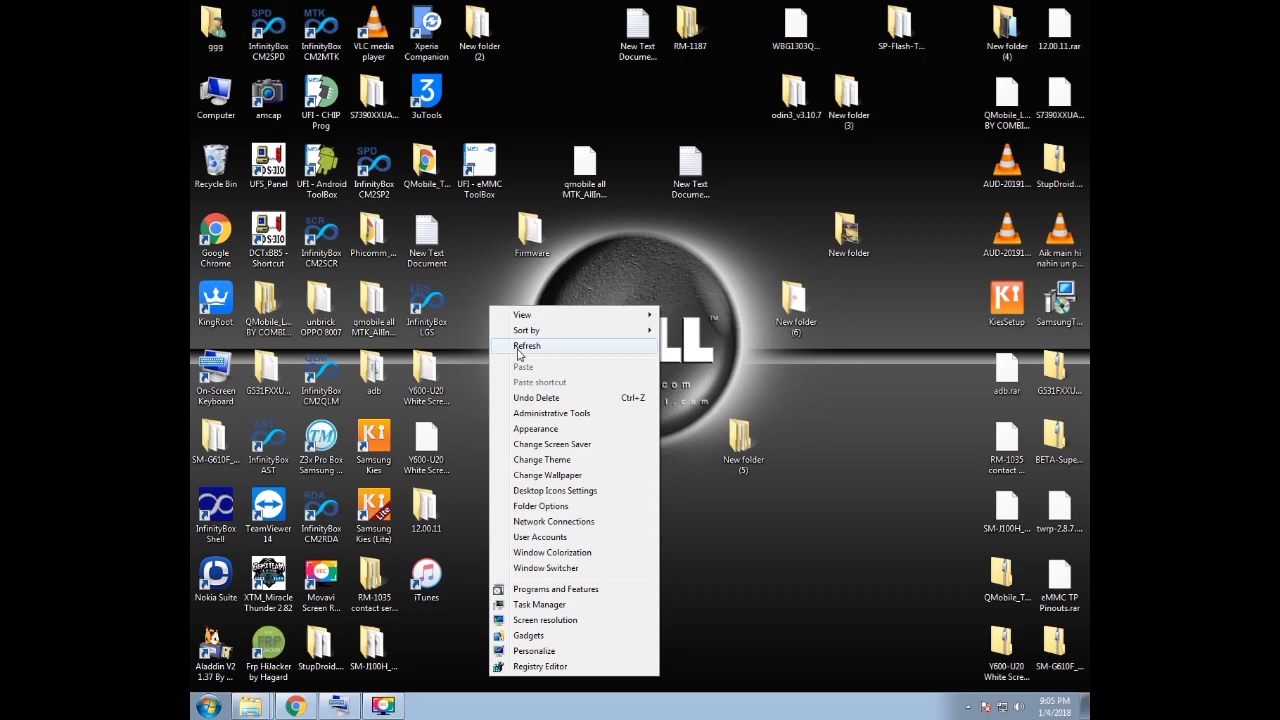 ggg
InfinityBox
CM2SPD
InfinityBox
CM2MTK
VLC media
player
Xperia
Companion
New folder
(2)
New Text
Docume...
RM-1187
WBG1303Q...
SP-Flash-T...
New folder
(4)
12.00.11.rar
Computer
amcap
UFI - CHIP
Prog
S7390XXUA...
3uTools
odin3_v3.10.7
New folder
(3)
QMobile_L...
BY COMBI...
S7390XXUA...
Recycle Bin
UFS_Panel
UFI - Android
ToolBox
InfinityBox
CM2SP2
QMobile_T...
UFI - eMMC
ToolBox
qmobile all
MTK_AllIn...
New Text
Docume...
AUD-20191...
StupDroid....
Google
Chrome
DCTxBB5 -
Shortcut
InfinityBox
CM2SCR
Phicomm_...
New Text
Document
Firmware
New folder
AUD-20191...
Aik main hi
nahin un p...
KingRoot
QMobile_L...
BY COMBI...
unbrick
OPPO 8007
qmobile all
MTK_AllIn...
InfinityBox
LGS
New folder
(6)
KiesSetup
SamsungT...
On-Screen
Keyboard
G531FXXU...
InfinityBox
CM2QLM
adb
Y600-U20
White Scre...
adb.rar
G531FXXU...
SM-G610F_...
InfinityBox
AST
Z3x Pro Box
Samsung ...
Samsung
Kies
Y600-U20
White Scre...
New folder
(5)
RM-1035
contact ...
BETA-Supe...
InfinityBox
Shell
TeamViewer
14
InfinityBox
CM2RDA
Samsung
Kies (Lite)
12.00.11
SM-J100H_...
twrp-2.8.7....
Nokia Suite
XTM_Miracle
Thunder 2.82
Movavi
Screen R...
RM-1035
contact ser...
iTunes
QMobile_T...
eMMC TP
Pinouts.rar
Aladdin V2
1.37 By ...
Frp HiJacker
by Hagard
StupDroid....
SM-J100H_...
Y600-U20
White Scre...
SM-G610F_...
View
Sort by
Refresh
Paste
Paste shortcut
Undo Delete Ctrl+Z
Administrative Tools
Appearance
Change Screen Saver
Change Theme
Change Wallpaper
Desktop Icons Settings
Folder Options
Network Connections
User Accounts
Window Colorization
Window Switcher
Programs and Features
Task Manager
Screen resolution
Gadgets
Personalize
Registry Editor
9:05 PM
1/4/2018